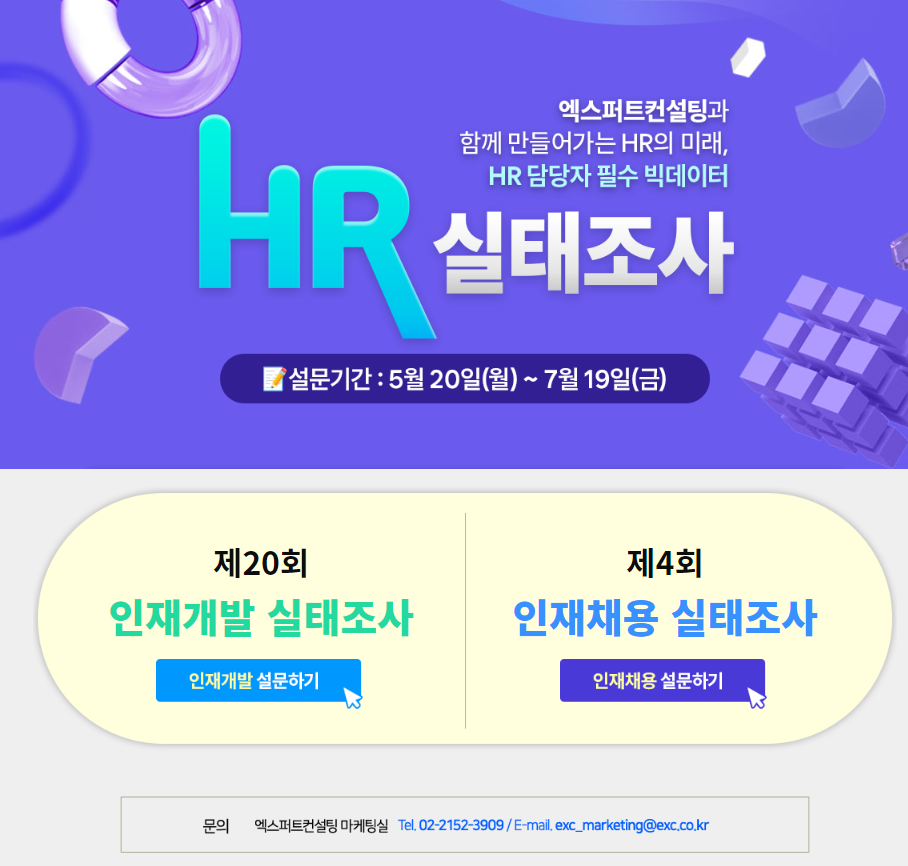 엑스퍼트컨설팅과
함께 만들어가는 HR의 미래,
HR 담당자 필수 빅데이터
HR 실태조사
📝설문기간 : 5월 20일(월) ~ 7월 19일(금)
제20회
인재개발 실태조사
인재개발 설문하기
제4회
인재채용 실태조사
인재채용 설문하기
문의 엑스퍼트컨설팅 마케팅실 Tel. 02-2152-3909 / E-mail. exc_marketing@exc.co.kr